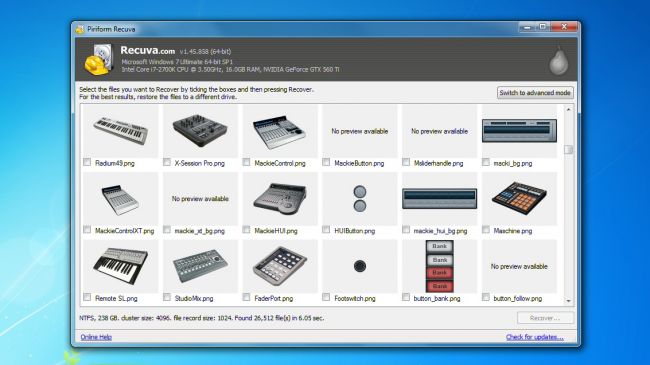 Piriform Recuva
Recuva.com v1.45.858 (64-bit)
Microsoft Windows 7 Ultimate 64-bit SP1
Intel Core i7-2700K CPU @ 3.50GHz, 16.0GB RAM, NVIDIA GeForce GTX 560 Ti
Select the files you want to Recover by ticking the boxes and then pressing Recover.
For the best results, restore the files to a different drive.
Switch to advanced mode
No preview available
No preview available
Radium49.png
X-Session Pro.png
MackieControl.png
MackieButton.png
Msliderhandle.png
macki_bg.png
No preview available
MackieControlXT.png
mackie_xt_bg.png
MackieHUI.png
HUIButton.png
mackie_hui_bg.png
Maschine.png
Bank
Bank
Bank
Bank
No preview available
Remote SL.png
StudioMix.png
FaderPort.png
Footswitch.png
button_bank.png
button_follow.png
NTFS, 238 GB. cluster size: 4096. file record size: 1024. Found 26,512 file(s) in 6.05 sec.
Recover...
Online Help
Check for updates...